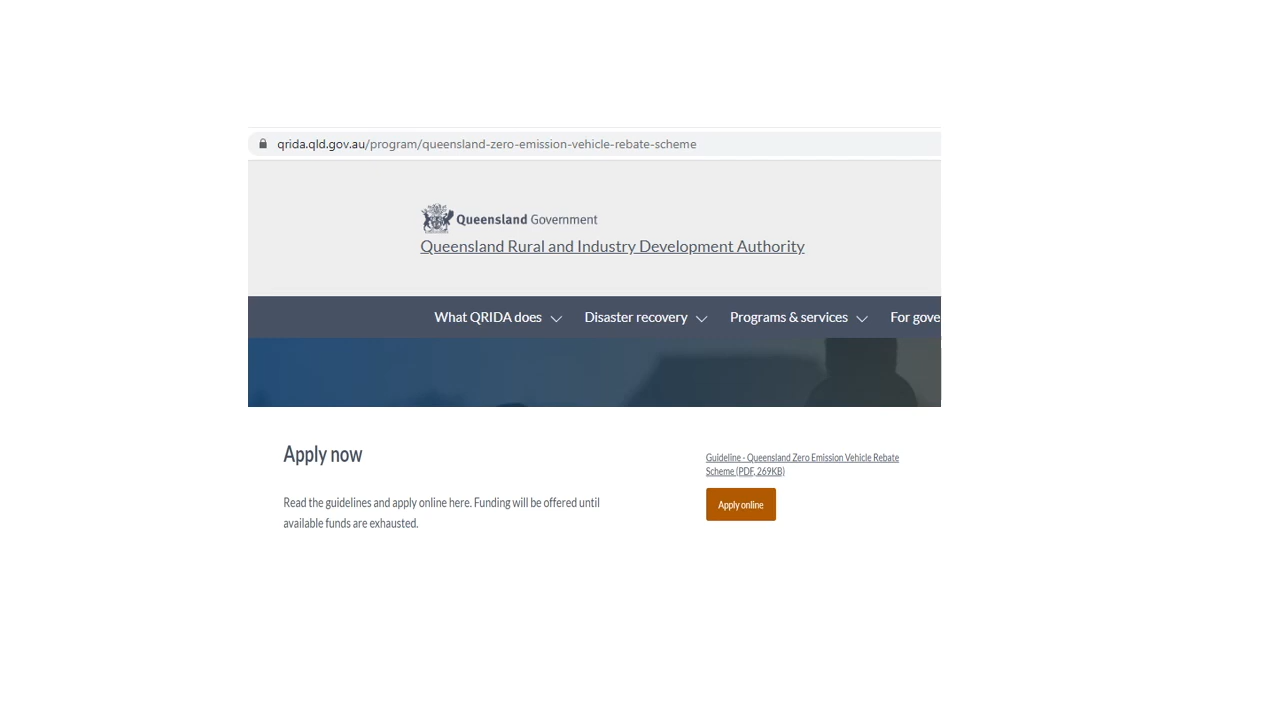 qrida.qld.gov.au/program/queensland-zero-emission-vehicle-rebate-scheme
Queensland Government
Queensland Rural and Industry Development Authority
What QRIDA does Disaster recovery Programs & services For gove
Apply now
Read the guidelines and apply online here. Funding will be offered until
available funds are exhausted.
Guideline - Queensland Zero Emission Vehicle Rebate
Scheme (PDF, 269KB)
Apply online